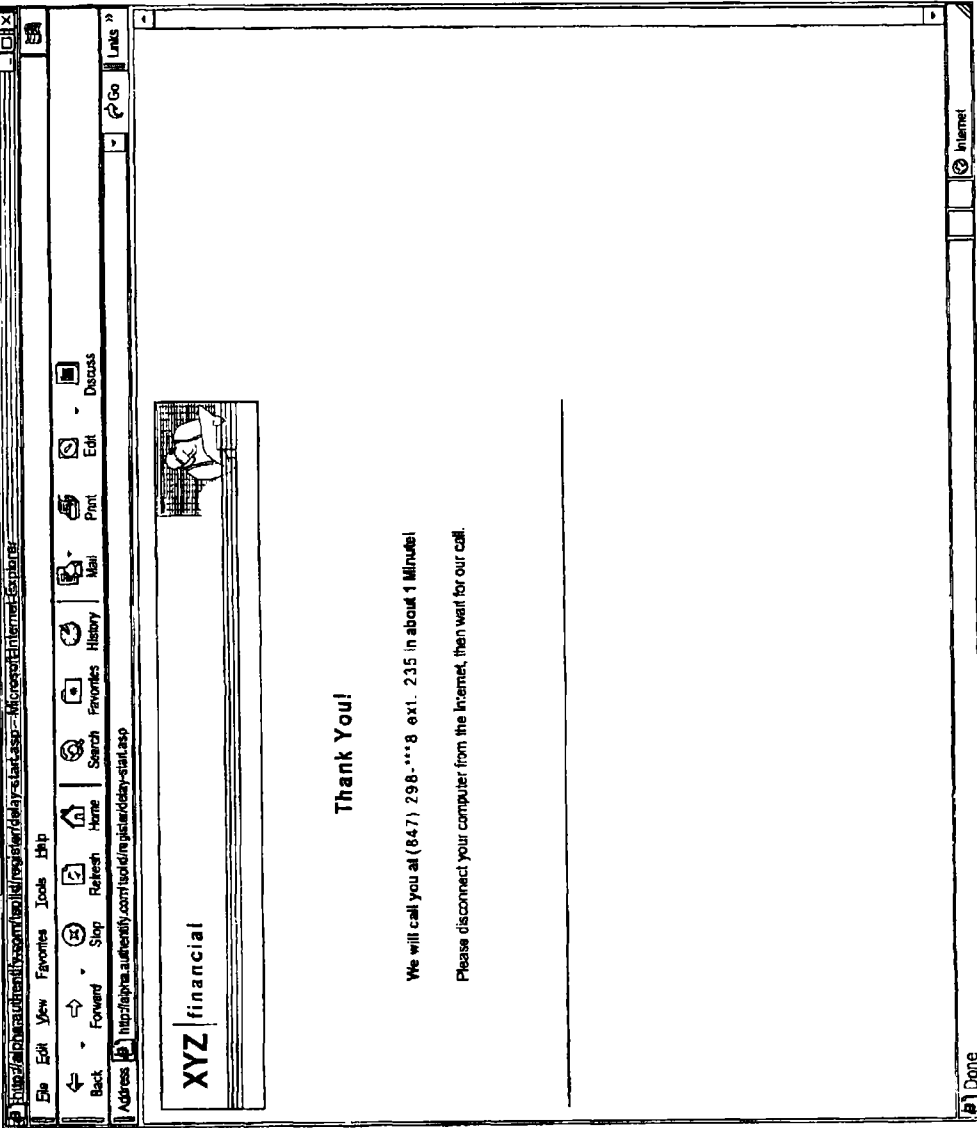 http://alpha.authentify.com/tsolid/register/delay-start.asp - Microsoft Internet Explorer
File Edit View Favorites Tools Help
Back Forward Stop Refresh Home Search Favorites History Mail Print Edit Discuss
Address http://alpha.authentify.com/tsolid/register/delay-start.asp Go Links »
XYZ financial
Thank You!
We will call you at (847) 298-***8 ext. 235 in about 1 Minute!
Please disconnect your computer from the Internet, then wait for our call.
Done Internet